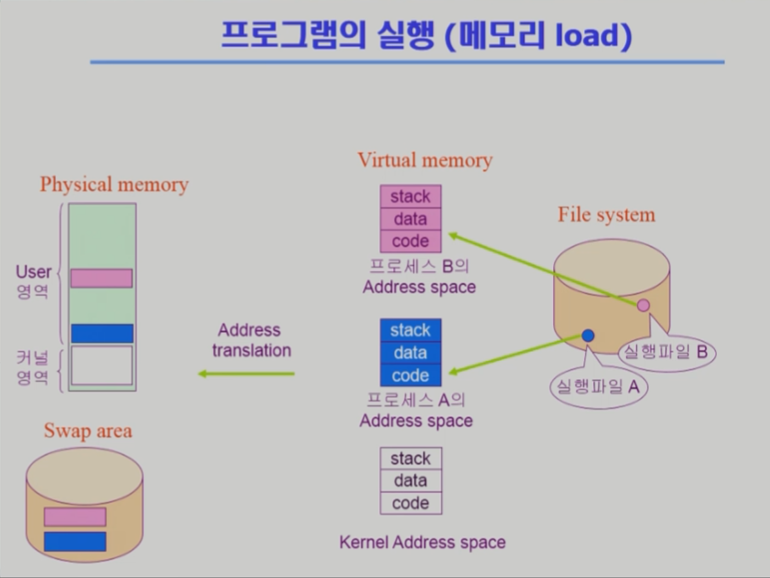 프로그램의 실행 (메모리 load)
Virtual memory
Physical memory
File system
stack
data
code
프로세스 B의
Address space
User
영역
Address
translation
stack
data
code
프로세스 A의
Address space
실행파일 B
실행파일 A
커널
영역
Swap area
stack
data
code
Kernel Address space